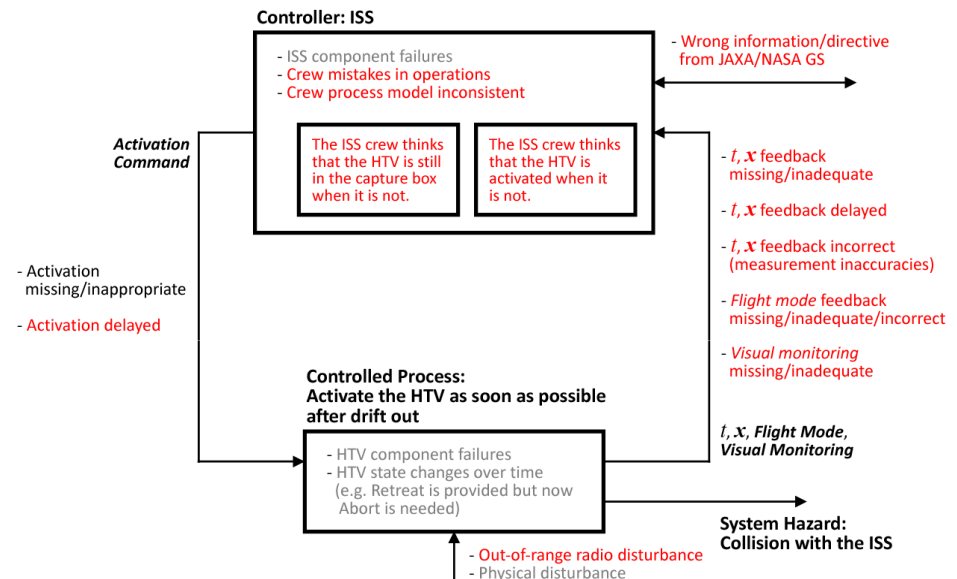 Controller: ISS
- ISS component failures
- Crew mistakes in operations
- Crew process model inconsistent
The ISS crew thinks
that the HTV is still
in the capture box
when it is not.
The ISS crew thinks
that the HTV is
activated when it
is not.
- Wrong information/directive
from JAXA/NASA GS
Activation
Command
- Activation
missing/inappropriate
- Activation delayed
- t, x feedback
missing/inadequate
- t, x feedback delayed
- t, x feedback incorrect
(measurement inaccuracies)
- Flight mode feedback
missing/inadequate/incorrect
- Visual monitoring
missing/inadequate
Controlled Process:
Activate the HTV as soon as possible
after drift out
- HTV component failures
- HTV state changes over time
(e.g. Retreat is provided but now
Abort is needed)
t, x, Flight Mode,
Visual Monitoring
System Hazard:
Collision with the ISS
- Out-of-range radio disturbance
- Physical disturbance